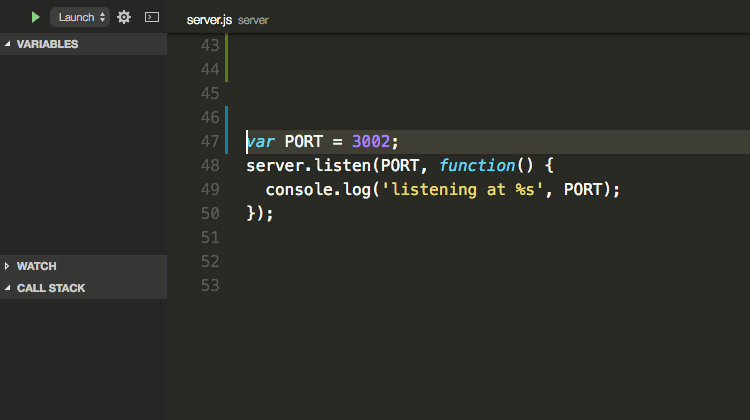 Launch
server.js server
VARIABLES
43
44
45
46
47 var PORT = 3002;
48 server.listen(PORT, function() {
49   console.log('listening at %s', PORT);
50 });
51
52
53
WATCH
CALL STACK